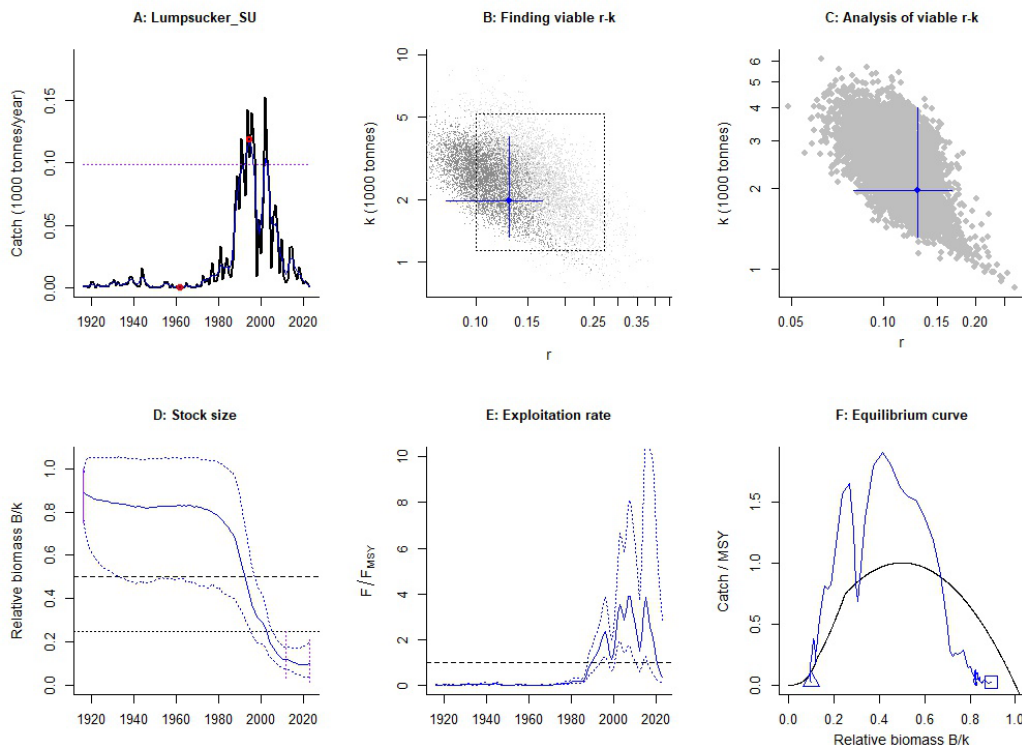 A: Lumpsucker_SU
Catch (1000 tonnes/year)
0.15
0.10
0.05
0.00
1920 1940 1960 1980 2000 2020
B: Finding viable r-k
k (1000 tonnes)
10
5
2
1
0.10 0.15 0.25 0.35
r
C: Analysis of viable r-k
k (1000 tonnes)
6
5
4
3
2
1
0.05 0.10 0.15 0.20
r
D: Stock size
Relative biomass B/k
1.0
0.8
0.6
0.4
0.2
0.0
1920 1940 1960 1980 2000 2020
E: Exploitation rate
F / FMSY
10
8
6
4
2
0
1920 1940 1960 1980 2000 2020
F: Equilibrium curve
Catch / MSY
1.5
1.0
0.5
0.0
0.0 0.2 0.4 0.6 0.8 1.0
Relative biomass B/k